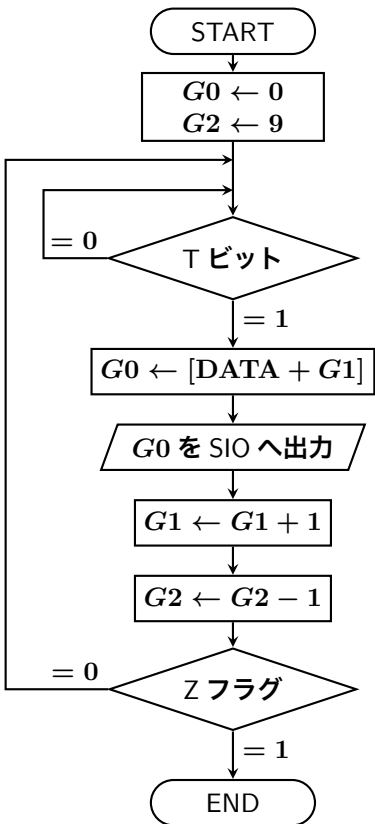 START
G0 ← 0
G2 ← 9
= 0
T ビット
= 1
G0 ← [DATA + G1]
G0 を SIO へ出力
G1 ← G1 + 1
G2 ← G2 − 1
= 0
Z フラグ
= 1
END